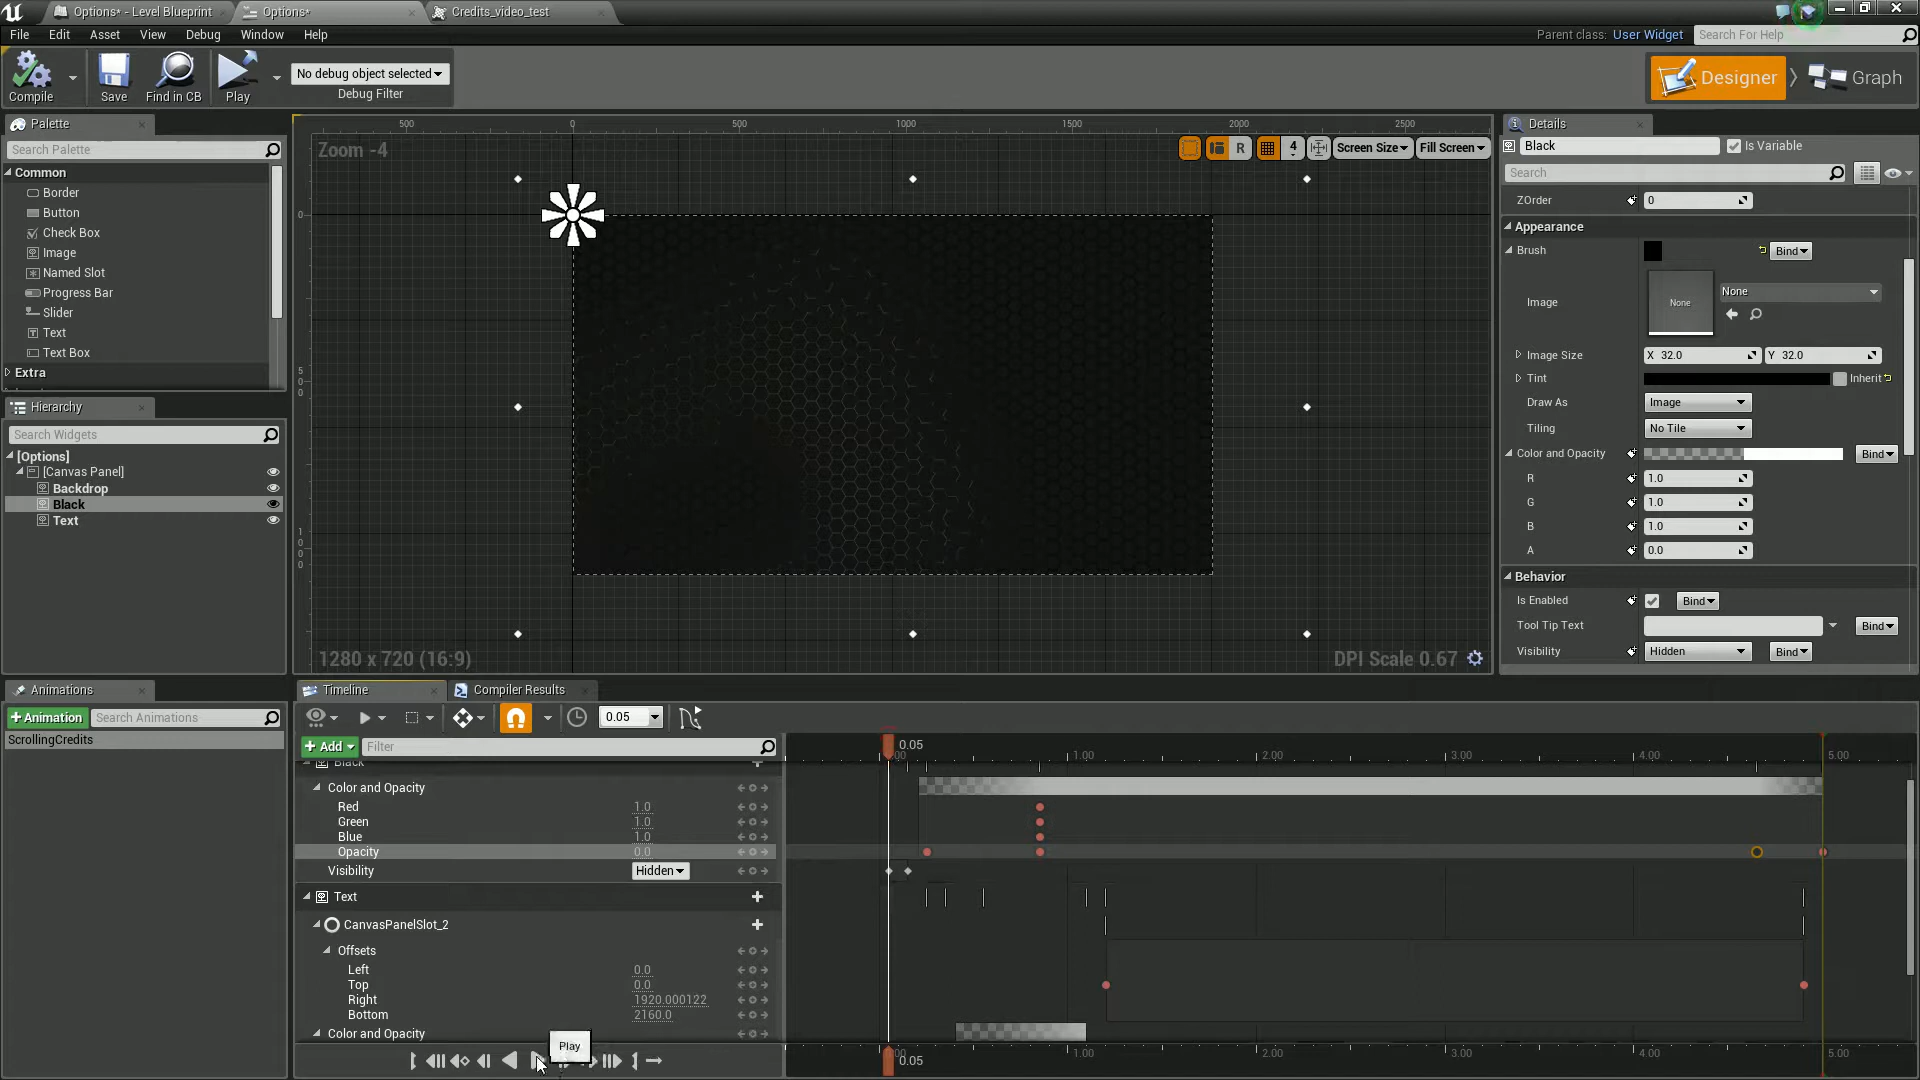 Options* - Level Blueprint
Options*
Credits_video_test
File Edit Asset View Debug Window Help
Parent class: User Widget
Search For Help
Compile
Save
Find in CB
Play
No debug object selected
Debug Filter
Designer
Graph
Palette
Search Palette
Common
Border
Button
Check Box
Image
Named Slot
Progress Bar
Slider
Text
Text Box
Extra
Hierarchy
Search Widgets
[Options]
[Canvas Panel]
Backdrop
Black
Text
500 0 500 1000 1500 2000 2500
Zoom -4
R
4
Screen Size
Fill Screen
0
500
1000
1280 x 720 (16:9)
DPI Scale 0.67
Details
Black
Is Variable
Search
ZOrder 0
Appearance
Brush Bind
Image None None
Image Size X 32.0 Y 32.0
Tint Inherit
Draw As Image
Tiling No Tile
Color and Opacity Bind
R 1.0
G 1.0
B 1.0
A 0.0
Behavior
Is Enabled Bind
Tool Tip Text Bind
Visibility Hidden Bind
Animations
+ Animation
Search Animations
ScrollingCredits
Timeline
Compiler Results
0.05
+ Add
Filter
0.05
1.00 2.00 3.00 4.00 5.00
Black
Color and Opacity
Red 1.0
Green 1.0
Blue 1.0
Opacity 0.0
Visibility Hidden
Text
CanvasPanelSlot_2
Offsets
Left 0.0
Top 0.0
Right 1920.000122
Bottom 2160.0
Color and Opacity
Play
0.05
1.00 2.00 3.00 4.00 5.00